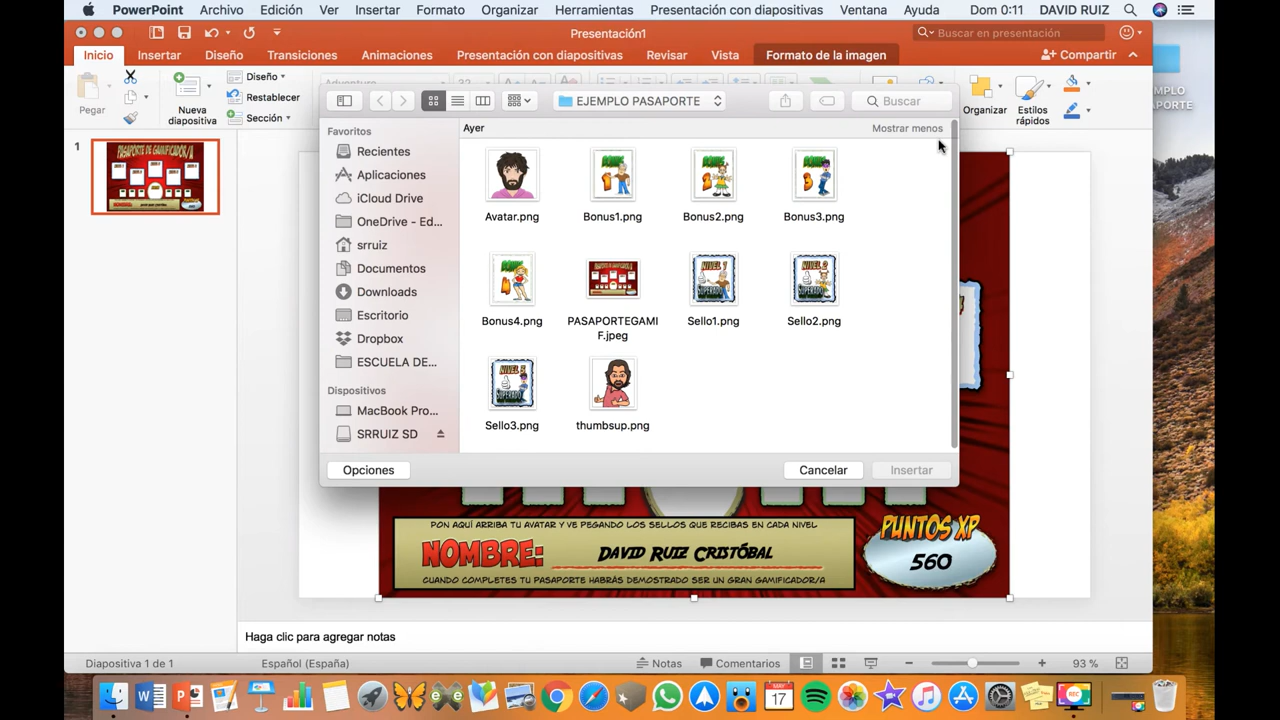 PowerPoint Archivo Edición Ver Insertar Formato Organizar Herramientas Presentación con diapositivas Ventana Ayuda Dom 0:11 DAVID RUIZ
Presentación1
Buscar en presentación
Inicio Insertar Diseño Transiciones Animaciones Presentación con diapositivas Revisar Vista Formato de la imagen Compartir
Pegar
Nueva diapositiva
Diseño
Restablecer
Sección
Organizar
Estilos rápidos
EJEMPLO PASAPORTE
Buscar
Favoritos
Recientes
Aplicaciones
iCloud Drive
OneDrive - Ed...
srruiz
Documentos
Downloads
Escritorio
Dropbox
ESCUELA DE...
Dispositivos
MacBook Pro...
SRRUIZ SD
Ayer
Mostrar menos
Avatar.png Bonus1.png Bonus2.png Bonus3.png
Bonus4.png PASAPORTEGAMIF.jpeg Sello1.png Sello2.png
Sello3.png thumbsup.png
Opciones Cancelar Insertar
1
PASAPORTE DE GAMIFICADOR/A
PON AQUÍ ARRIBA TU AVATAR Y VE PEGANDO LOS SELLOS QUE RECIBAS EN CADA NIVEL
NOMBRE: DAVID RUIZ CRISTÓBAL
CUANDO COMPLETES TU PASAPORTE HABRÁS DEMOSTRADO SER UN GRAN GAMIFICADOR/A
PUNTOS XP
560
Haga clic para agregar notas
Diapositiva 1 de 1 Español (España) Notas Comentarios 93 %
17